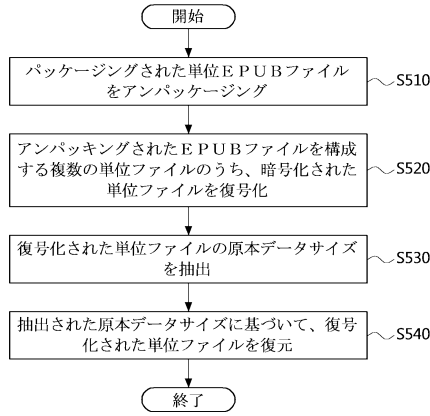 開始
パッケージングされた単位ＥＰＵＢファイル
をアンパッケージング
S510
アンパッキングされたＥＰＵＢファイルを構成
する複数の単位ファイルのうち、暗号化された
単位ファイルを復号化
S520
復号化された単位ファイルの原本データサイズ
を抽出
S530
抽出された原本データサイズに基づいて、復号
化された単位ファイルを復元
S540
終了